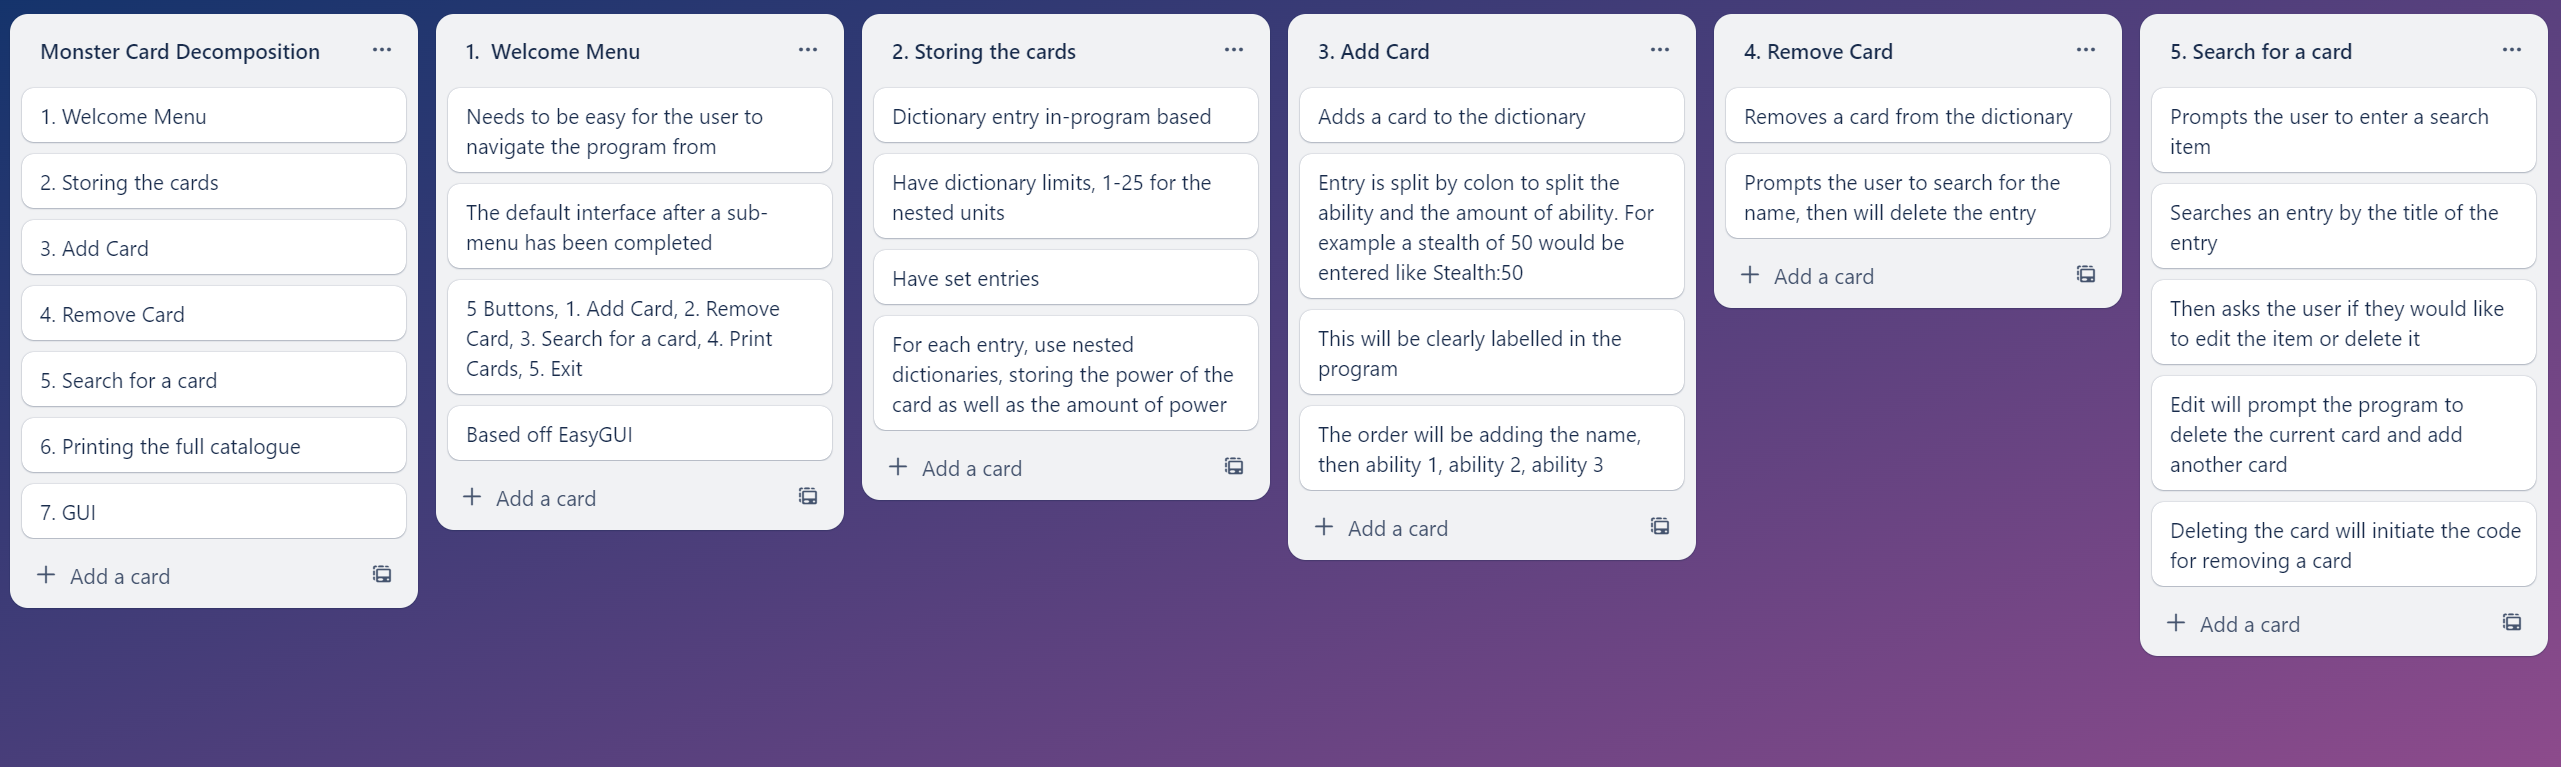 Monster Card Decomposition
1. Welcome Menu
2. Storing the cards
3. Add Card
4. Remove Card
5. Search for a card
6. Printing the full catalogue
7. GUI
Add a card
1. Welcome Menu
Needs to be easy for the user to
navigate the program from
The default interface after a sub-
menu has been completed
5 Buttons, 1. Add Card, 2. Remove
Card, 3. Search for a card, 4. Print
Cards, 5. Exit
Based off EasyGUI
Add a card
2. Storing the cards
Dictionary entry in-program based
Have dictionary limits, 1-25 for the
nested units
Have set entries
For each entry, use nested
dictionaries, storing the power of the
card as well as the amount of power
Add a card
3. Add Card
Adds a card to the dictionary
Entry is split by colon to split the
ability and the amount of ability. For
example a stealth of 50 would be
entered like Stealth:50
This will be clearly labelled in the
program
The order will be adding the name,
then ability 1, ability 2, ability 3
Add a card
4. Remove Card
Removes a card from the dictionary
Prompts the user to search for the
name, then will delete the entry
Add a card
5. Search for a card
Prompts the user to enter a search
item
Searches an entry by the title of the
entry
Then asks the user if they would like
to edit the item or delete it
Edit will prompt the program to
delete the current card and add
another card
Deleting the card will initiate the code
for removing a card
Add a card